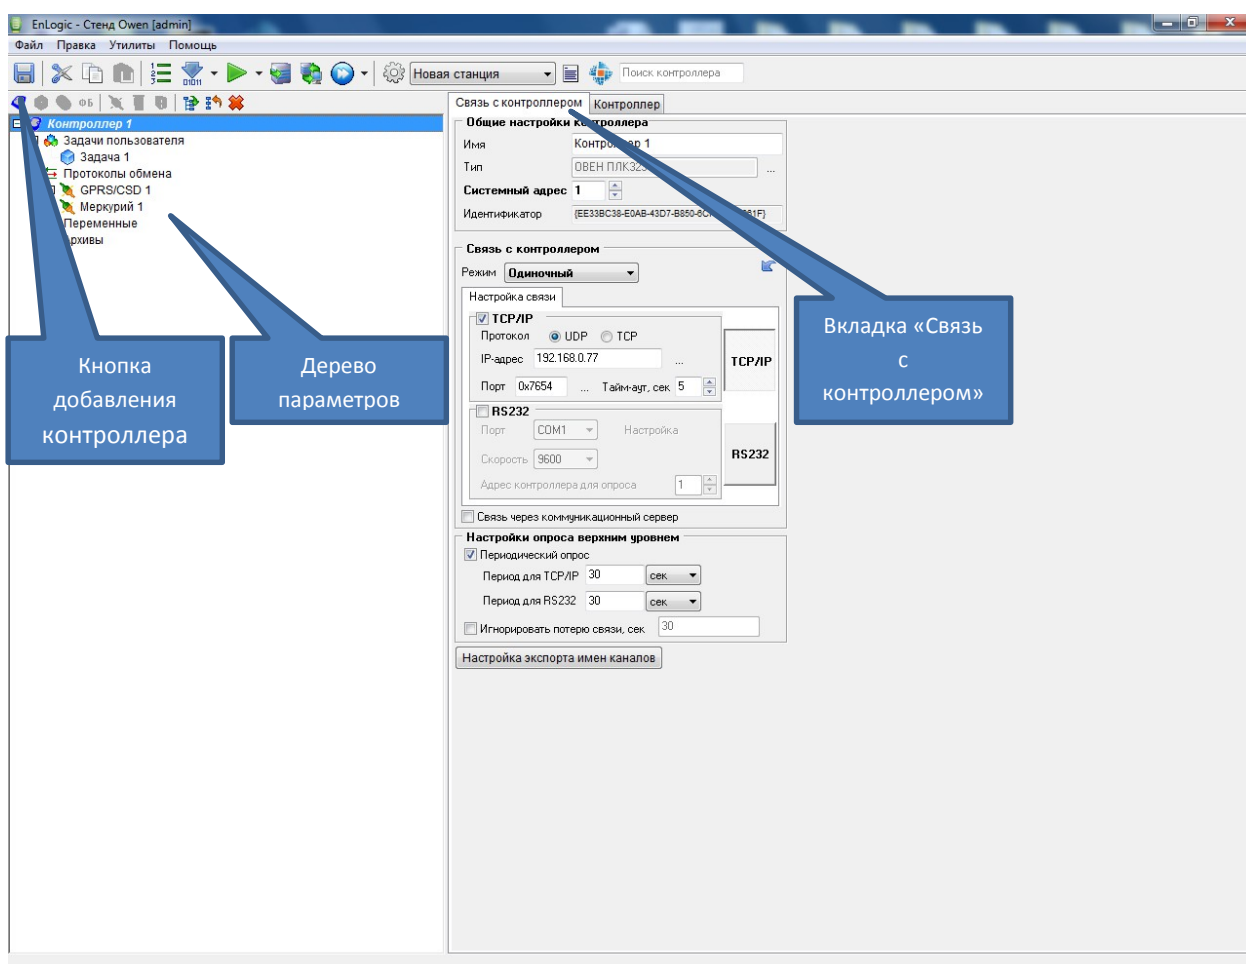 EnLogic - Стенд Owen [admin]
Файл Правка Утилиты Помощь
Новая станция
Поиск контроллера
ФБ
Связь с контроллером
Контроллер
Контроллер 1
Задачи пользователя
Задача 1
Протоколы обмена
GPRS/CSD 1
Меркурий 1
Переменные
Общие настройки контроллера
Имя
Тип
ОВЕН
...
Системный адрес 1
Идентификатор
Связь с контроллером
Режим Одиночный
Настройка связи
TCP/IP
Протокол UDP TCP
IP-адрес 192.168.0.77 ...
Порт 0x7654 ... Тайм-аут, сек 5
TCP/IP
RS232
Порт COM1 Настройка
Скорость 9600
Адрес контроллера для опроса 1
RS232
Связь через коммуникационный сервер
Настройки опроса верхним уровнем
Периодический опрос
Период для TCP/IP 30 сек
Период для RS232 30 сек
Игнорировать потерю связи, сек 30
Настройка экспорта имен каналов
Кнопка
добавления
контроллера
Дерево
параметров
Вкладка «Связь
с
контроллером»